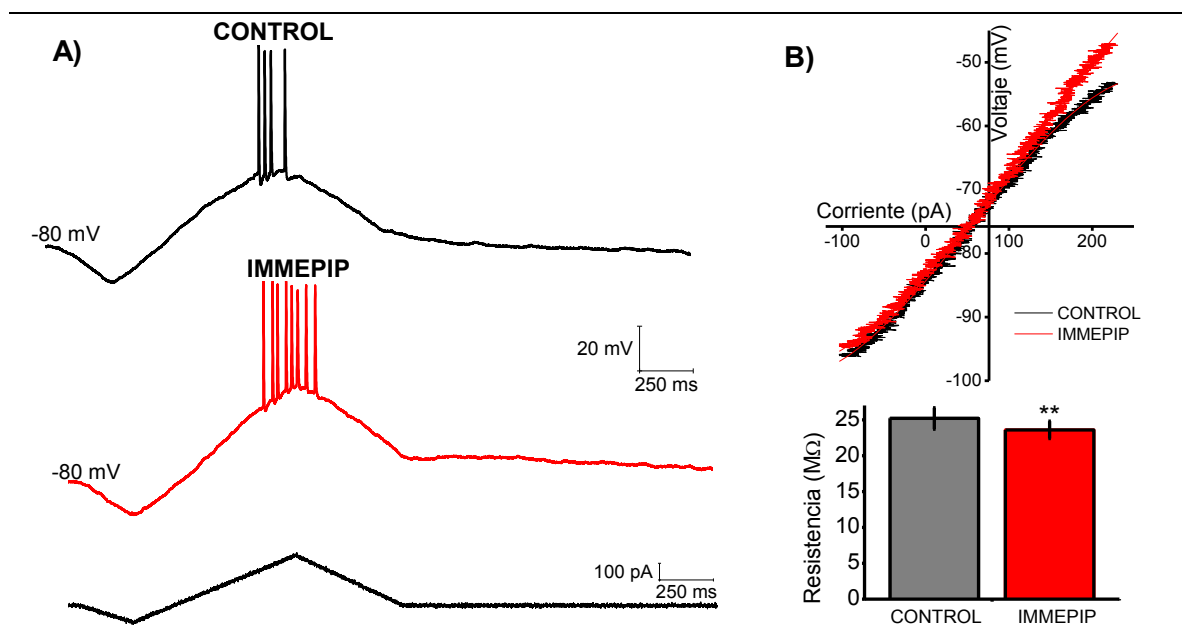 A)
CONTROL
-80 mV
IMMEPIP
20 mV
250 ms
-80 mV
100 pA
250 ms
B)
-50
Voltaje (mV)
-60
-70
Corriente (pA)
-100 0 100 200
-80
CONTROL
-90
IMMEPIP
-100
25
**
20
15
10
5
0
Resistencia (MΩ)
CONTROL IMMEPIP